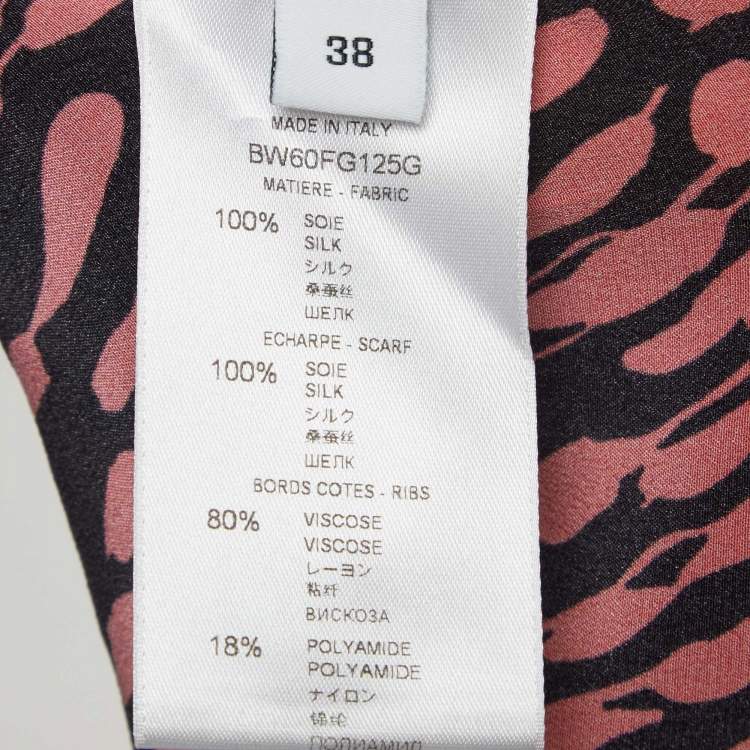 38
MADE IN ITALY
BW60FG125G
MATIERE - FABRIC
100% SOIE
SILK
シルク
桑蚕丝
ШЕЛК
ECHARPE - SCARF
100% SOIE
SILK
シルク
桑蚕丝
ШЕЛК
BORDS COTES - RIBS
80% VISCOSE
VISCOSE
レーヨン
粘纤
ВИСКОЗА
18% POLYAMIDE
POLYAMIDE
ナイロン
锦纶
ПОЛИАМИД